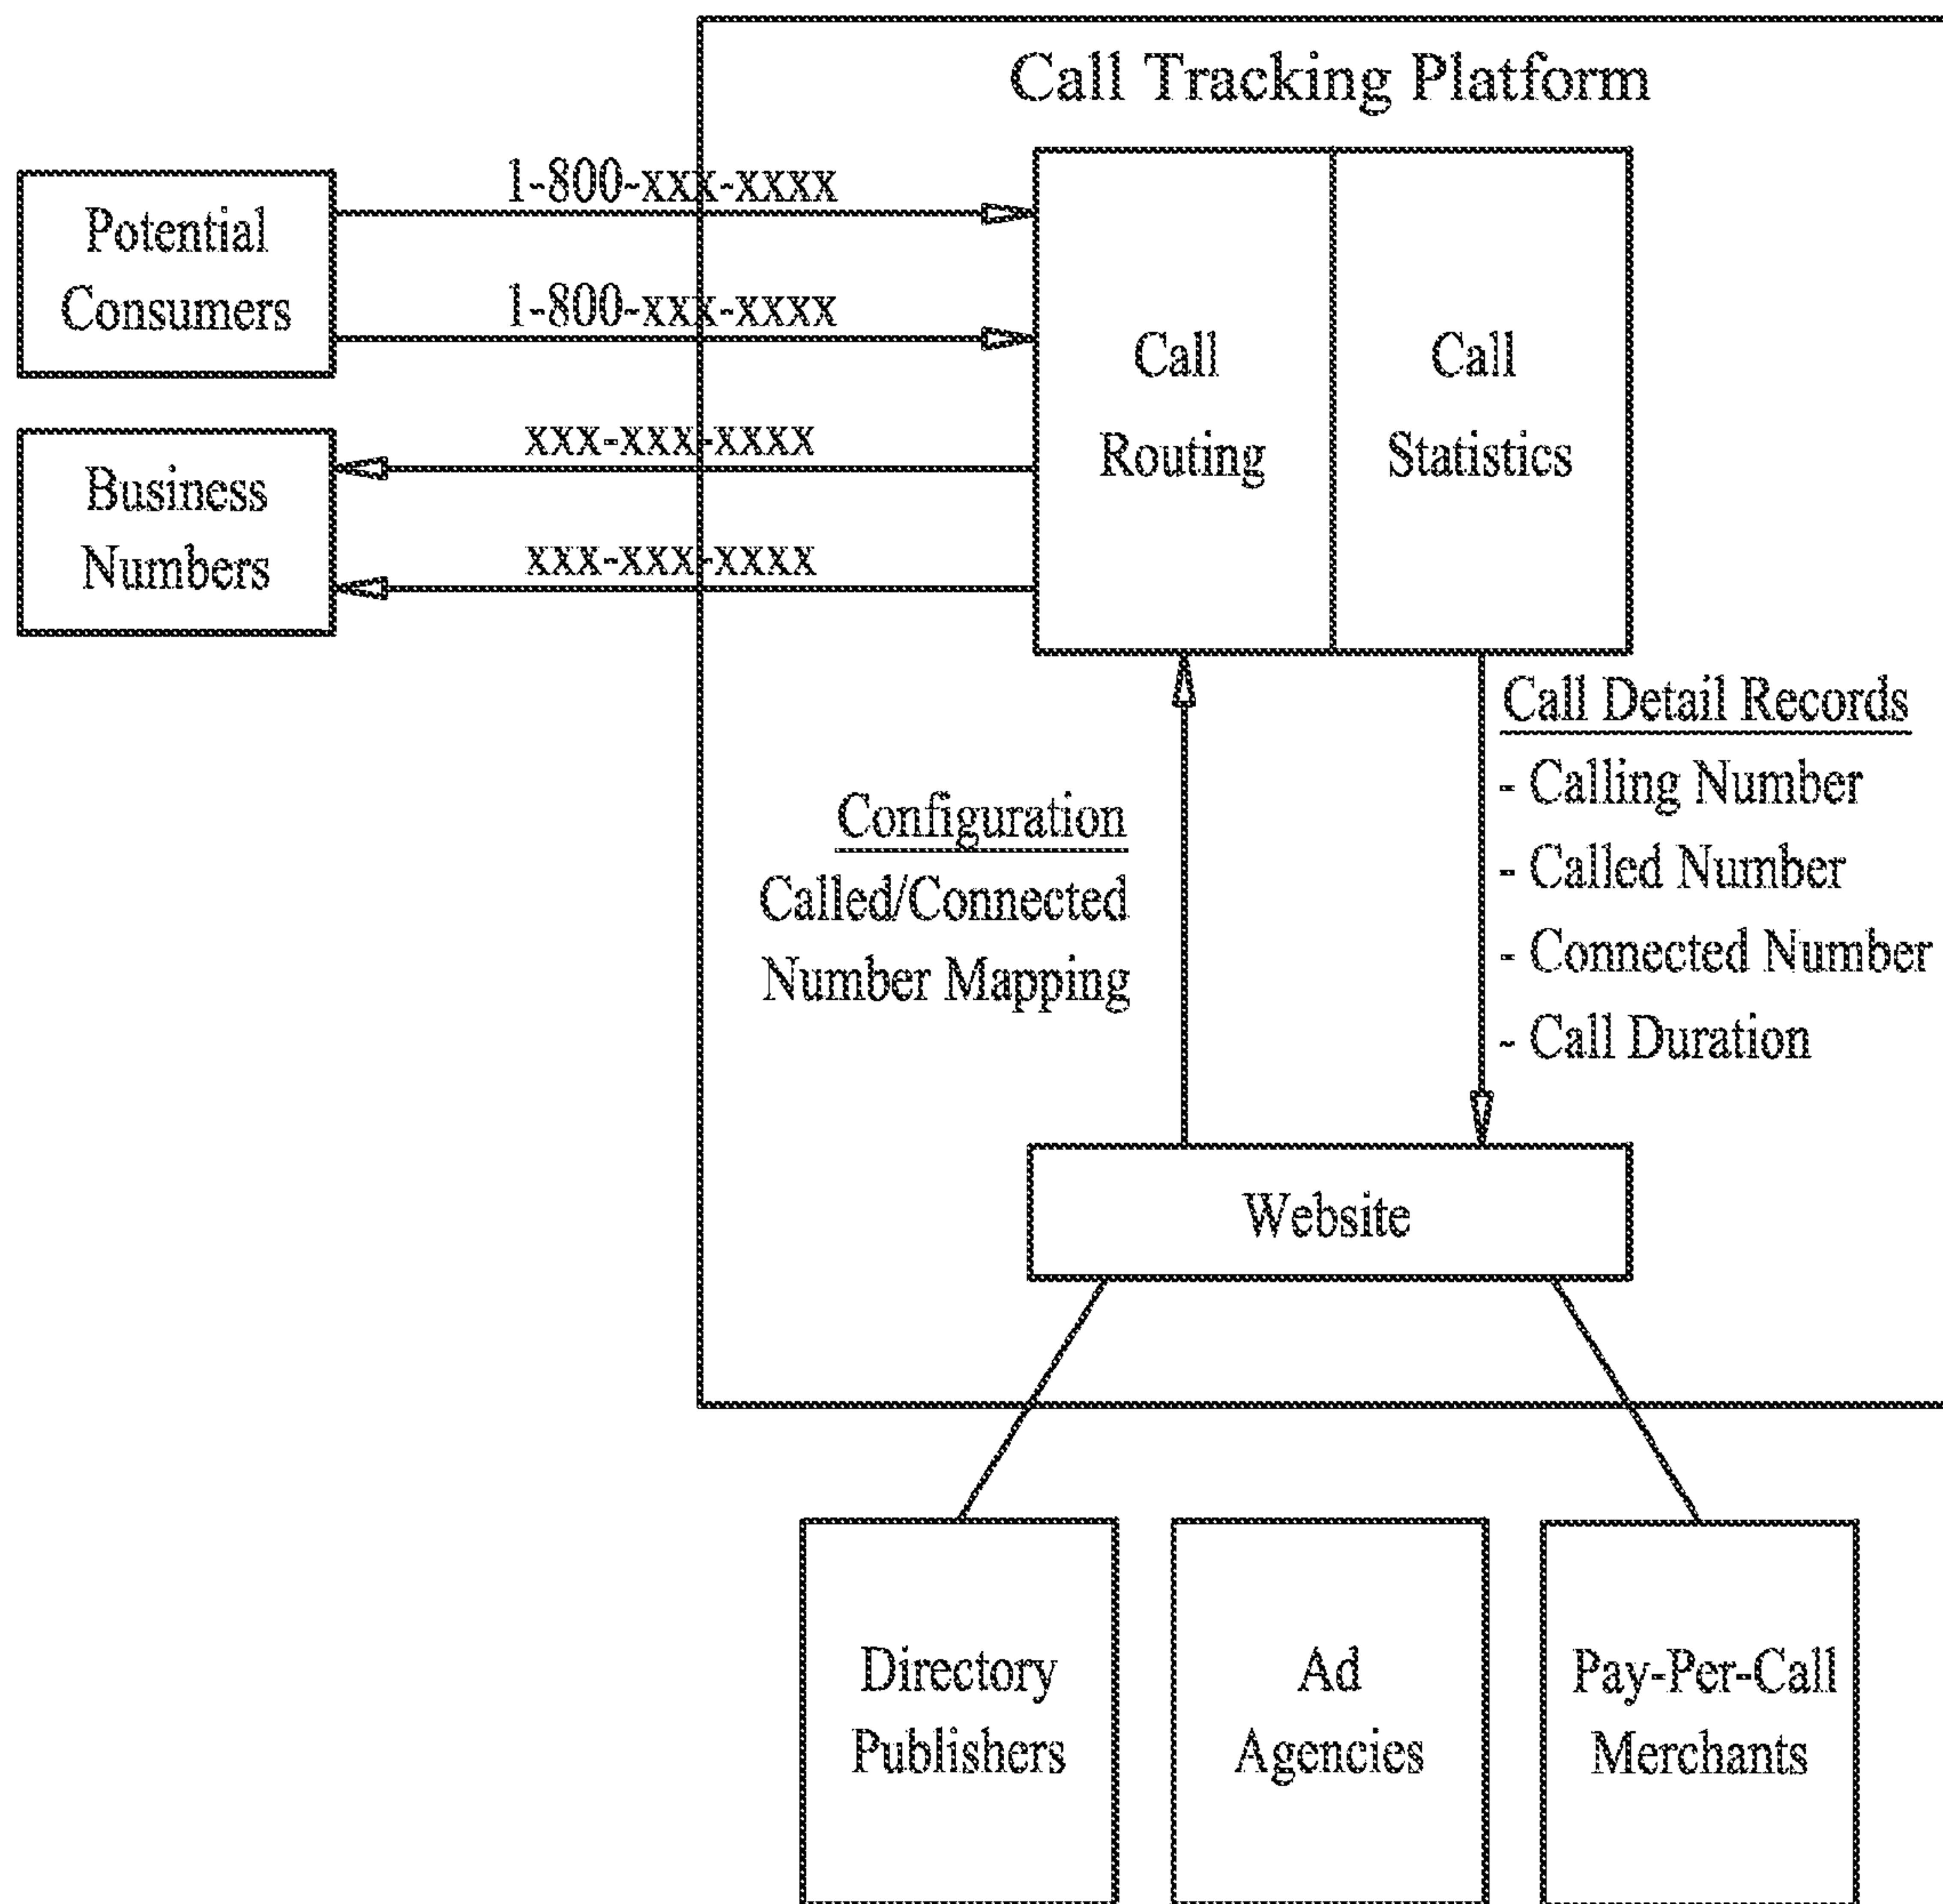 Call Tracking Platform
1-800-xxx-xxxx
Potential
Consumers
1-800-xxx-xxxx
Call
Routing
Call
Statistics
xxx-xxx-xxxx
Business
Numbers
xxx-xxx-xxxx
Configuration
Called/Connected
Number Mapping
Call Detail Records
- Calling Number
- Called Number
- Connected Number
- Call Duration
Website
Directory
Publishers
Ad
Agencies
Pay-Per-Call
Merchants